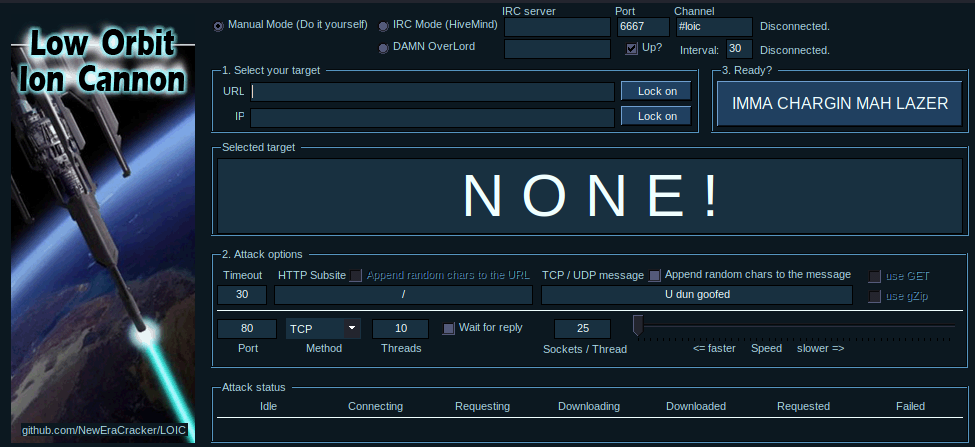 Low Orbit
Ion Cannon
github.com/NewEraCracker/LOIC
Manual Mode (Do it yourself)
IRC Mode (HiveMind)
DAMN OverLord
IRC server
Port
6667
Channel
#loic
Disconnected.
Up?
Interval:
30
Disconnected.
1. Select your target
URL
Lock on
IP
Lock on
3. Ready?
IMMA CHARGIN MAH LAZER
Selected target
N O N E !
2. Attack options
Timeout
HTTP Subsite
Append random chars to the URL
TCP / UDP message
Append random chars to the message
use GET
30
/
U dun goofed
use gZip
80
TCP
10
Wait for reply
25
Port
Method
Threads
Sockets / Thread
<= faster
Speed
slower =>
Attack status
Idle
Connecting
Requesting
Downloading
Downloaded
Requested
Failed